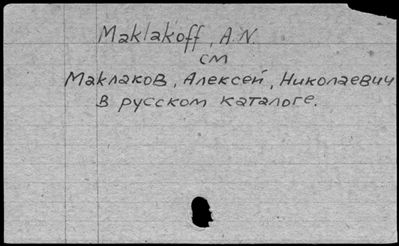 Maklakoff, A.N.
см
Маклаков, Алексей, Николаевич
в русском каталоге.